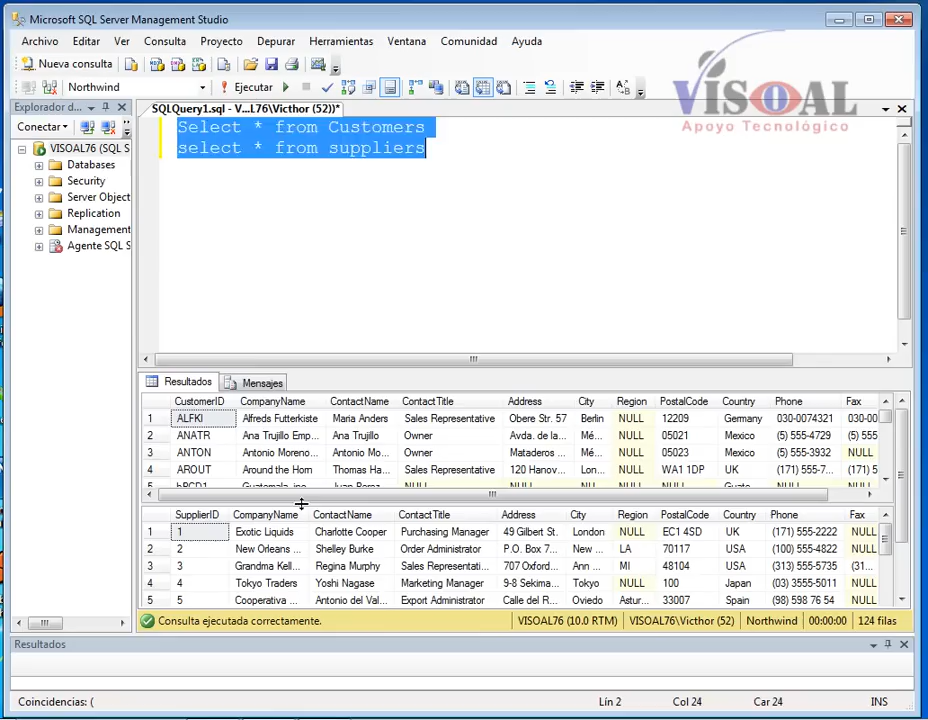 Microsoft SQL Server Management Studio
Archivo Editar Ver Consulta Proyecto Depurar Herramientas Ventana Comunidad Ayuda
Nueva consulta
Northwind Ejecutar
VISOAL
Apoyo Tecnológico
Explorador d...
SQLQuery1.sql - V...L76\Victhor (52))*
Conectar
VISOAL76 (SQL S
Databases
Security
Server Object
Replication
Management
Agente SQL S
Select * from Customers
select * from suppliers
Resultados Mensajes
CustomerID CompanyName ContactName ContactTitle Address City Region PostalCode Country Phone Fax
1 ALFKI Alfreds Futterkiste Maria Anders Sales Representative Obere Str. 57 Berlin NULL 12209 Germany 030-0074321 030-00
2 ANATR Ana Trujillo Emp... Ana Trujillo Owner Avda. de la... Mé... NULL 05021 Mexico (5) 555-4729 (5) 555
3 ANTON Antonio Moreno... Antonio Mo... Owner Mataderos ... Mé... NULL 05023 Mexico (5) 555-3932 NULL
4 AROUT Around the Horn Thomas Ha... Sales Representative 120 Hanov... Lon... NULL WA1 1DP UK (171) 555-7... (171) 5
SupplierID CompanyName ContactName ContactTitle Address City Region PostalCode Country Phone Fax
1 1 Exotic Liquids Charlotte Cooper Purchasing Manager 49 Gilbert St. London NULL EC1 4SD UK (171) 555-2222 NULL
2 2 New Orleans ... Shelley Burke Order Administrator P.O. Box 7... New ... LA 70117 USA (100) 555-4822 NULL
3 3 Grandma Kell... Regina Murphy Sales Representati... 707 Oxford... Ann ... MI 48104 USA (313) 555-5735 (31...
4 4 Tokyo Traders Yoshi Nagase Marketing Manager 9-8 Sekima... Tokyo NULL 100 Japan (03) 3555-5011 NULL
5 5 Cooperativa ... Antonio del Val... Export Administrator Calle del R... Oviedo Astur... 33007 Spain (98) 598 76 54 NULL
Consulta ejecutada correctamente. VISOAL76 (10.0 RTM) VISOAL76\Victhor (52) Northwind 00:00:00 124 filas
Resultados
Coincidencias: ( Lín 2 Col 24 Car 24 INS